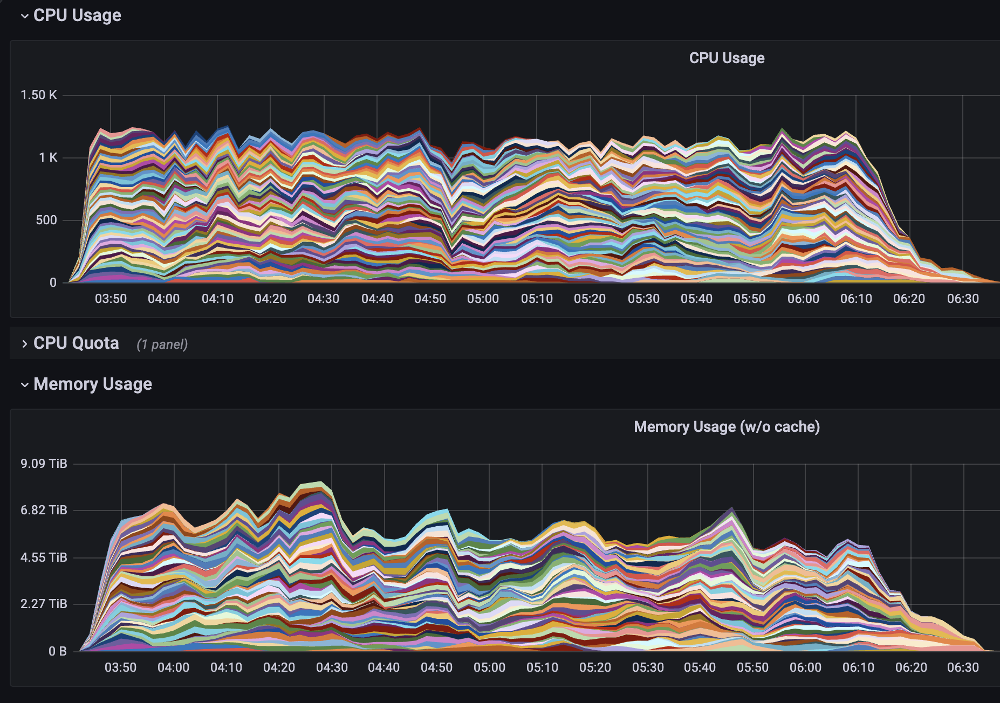 CPU Usage
CPU Usage
1.50 K
1 K
500
0
03:50 04:00 04:10 04:20 04:30 04:40 04:50 05:00 05:10 05:20 05:30 05:40 05:50 06:00 06:10 06:20 06:30
CPU Quota (1 panel)
Memory Usage
Memory Usage (w/o cache)
9.09 TiB
6.82 TiB
4.55 TiB
2.27 TiB
0 B
03:50 04:00 04:10 04:20 04:30 04:40 04:50 05:00 05:10 05:20 05:30 05:40 05:50 06:00 06:10 06:20 06:30